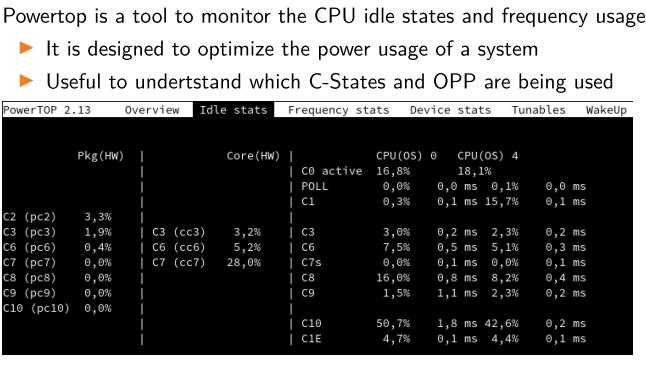 Powertop is a tool to monitor the CPU idle states and frequency usage
▶ It is designed to optimize the power usage of a system
▶ Useful to undertstand which C-States and OPP are being used
PowerTOP 2.13 Overview Idle stats Frequency stats Device stats Tunables WakeUp
Pkg(HW) | Core(HW) | CPU(OS) 0 CPU(OS) 4
| | C0 active 16,8% 18,1%
| | POLL 0,0% 0,0 ms 0,1% 0,0 ms
| | C1 0,3% 0,1 ms 15,7% 0,1 ms
C2 (pc2) 3,3% | |
C3 (pc3) 1,9% | C3 (cc3) 3,2% | C3 3,0% 0,2 ms 2,3% 0,2 ms
C6 (pc6) 0,4% | C6 (cc6) 5,2% | C6 7,5% 0,5 ms 5,1% 0,3 ms
C7 (pc7) 0,0% | C7 (cc7) 28,0% | C7s 0,0% 0,1 ms 0,0% 0,1 ms
C8 (pc8) 0,0% | | C8 16,0% 0,8 ms 8,2% 0,4 ms
C9 (pc9) 0,0% | | C9 1,5% 1,1 ms 2,3% 0,2 ms
C10 (pc10) 0,0% | |
| | C10 50,7% 1,8 ms 42,6% 0,2 ms
| | C1E 4,7% 0,1 ms 4,4% 0,1 ms